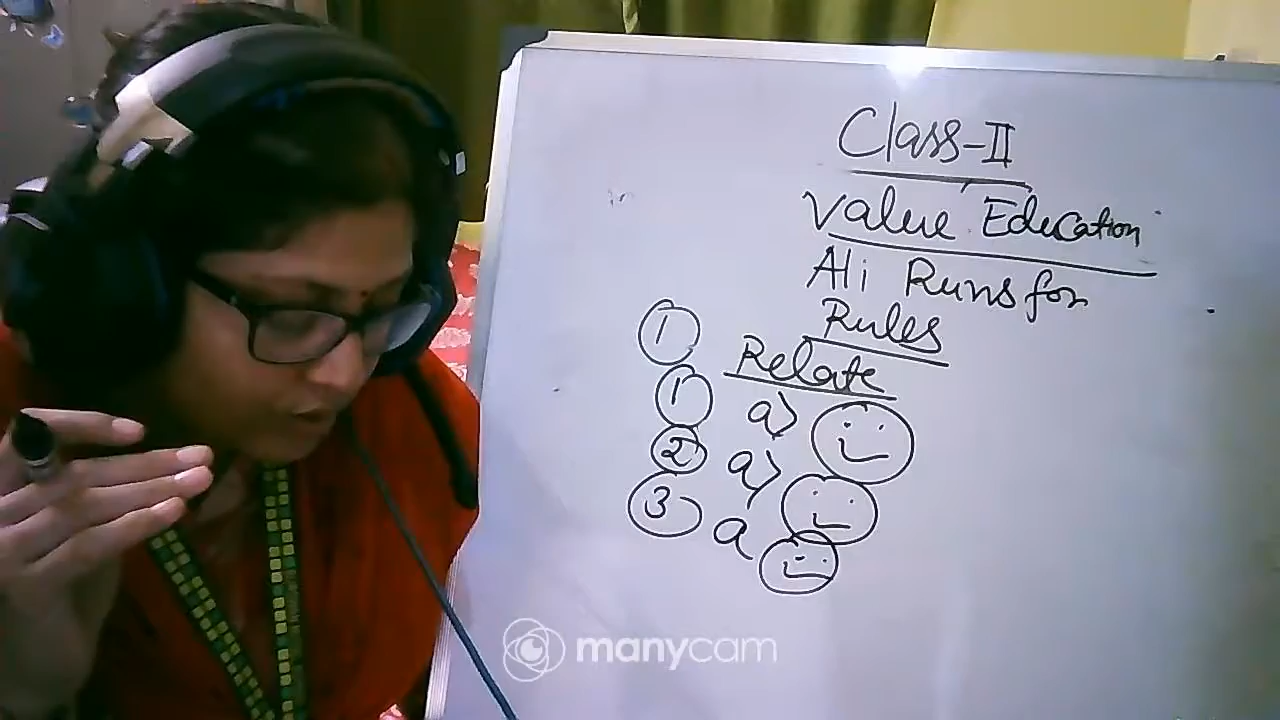 Class-II
Value Education
Ali Runs for
Rules
1
Relate
1 a)
2 a)
3 a
manycam